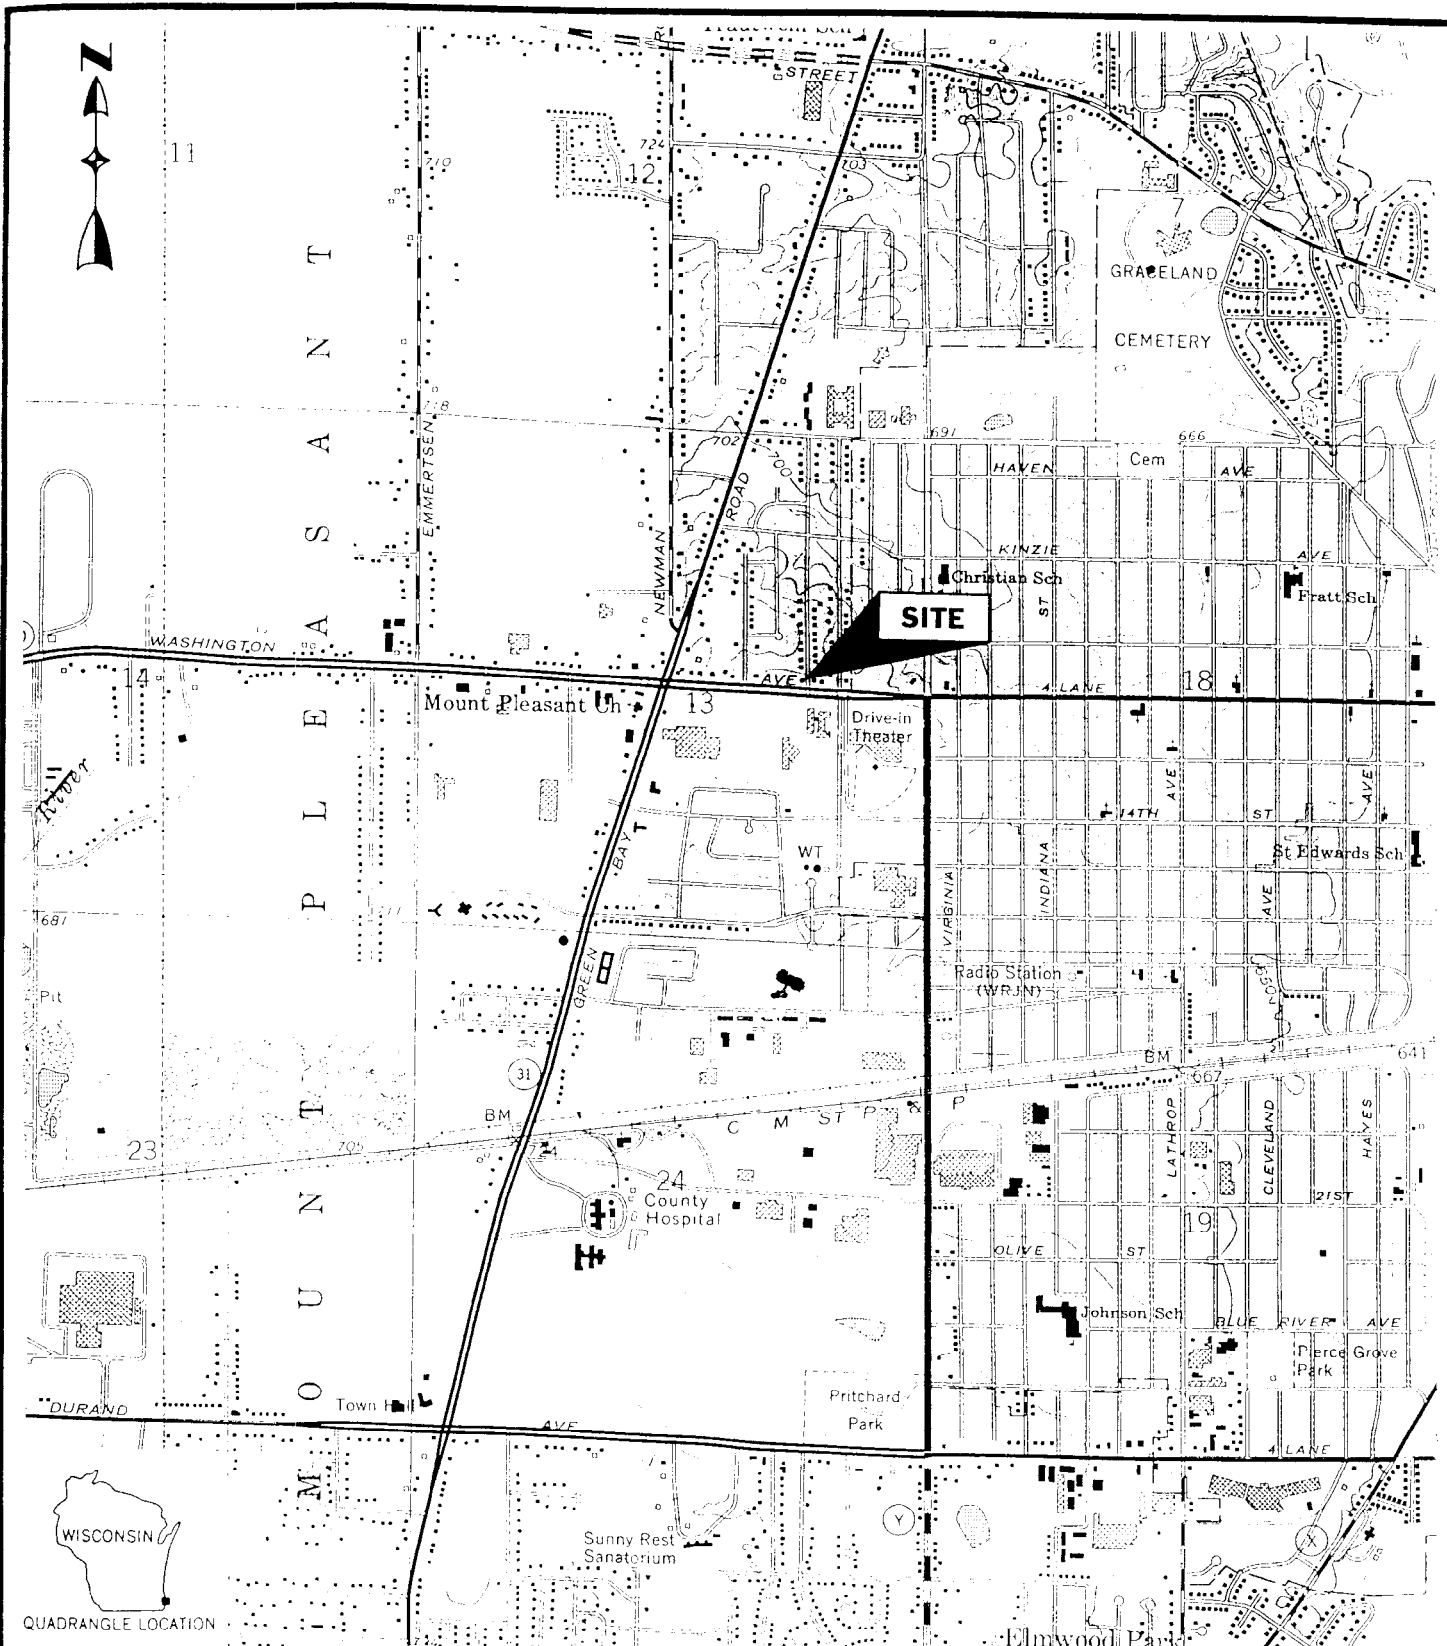 N
STREET
11
12
724
710
703
7
GRACELAND
CEMETERY
718
702
700
691
666
HAVEN
Cem
AVE
EMMERTSEN
NEWMAN
ROAD
KINZIE
AVE
Christian Sch
ST
Fratt Sch
SITE
WASHINGTON
AVE
4 LANE
18
14
Mount Pleasant Ch
13
Drive-in
Theater
River
AVE
AVE
14TH
ST
St Edwards Sch
WT
BAY
VIRGINIA
INDIANA
AVE
681
GREEN
Radio Station
(WRJN)
Pit
31
BM
BM
641
667
C M ST P & P
23
705
724
24
County
Hospital
LATHROP
CLEVELAND
HAYES
21ST
19
OLIVE
ST
Johnson Sch
BLUE RIVER AVE
Pierce Grove
Park
MOUNT PLEASANT
Pritchard
Park
DURAND
Town Hall
AVE
4 LANE
WISCONSIN
QUADRANGLE LOCATION
Sunny Rest
Sanatorium
Y
X
Elmwood Park